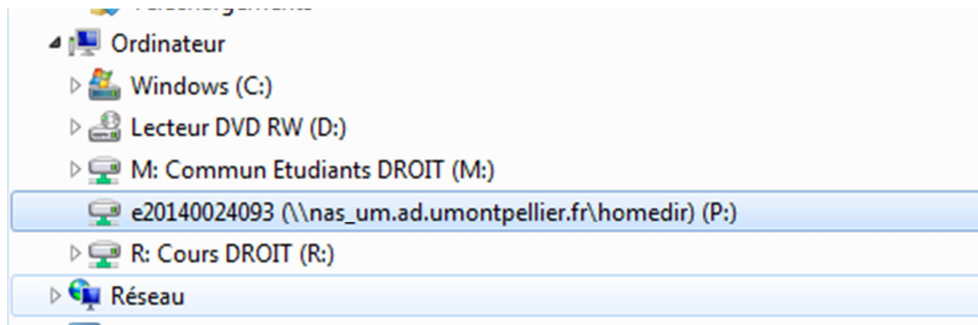 Ordinateur
Windows (C:)
Lecteur DVD RW (D:)
M: Commun Etudiants DROIT (M:)
e20140024093 (\\nas_um.ad.umontpellier.fr\homedir) (P:)
R: Cours DROIT (R:)
Réseau